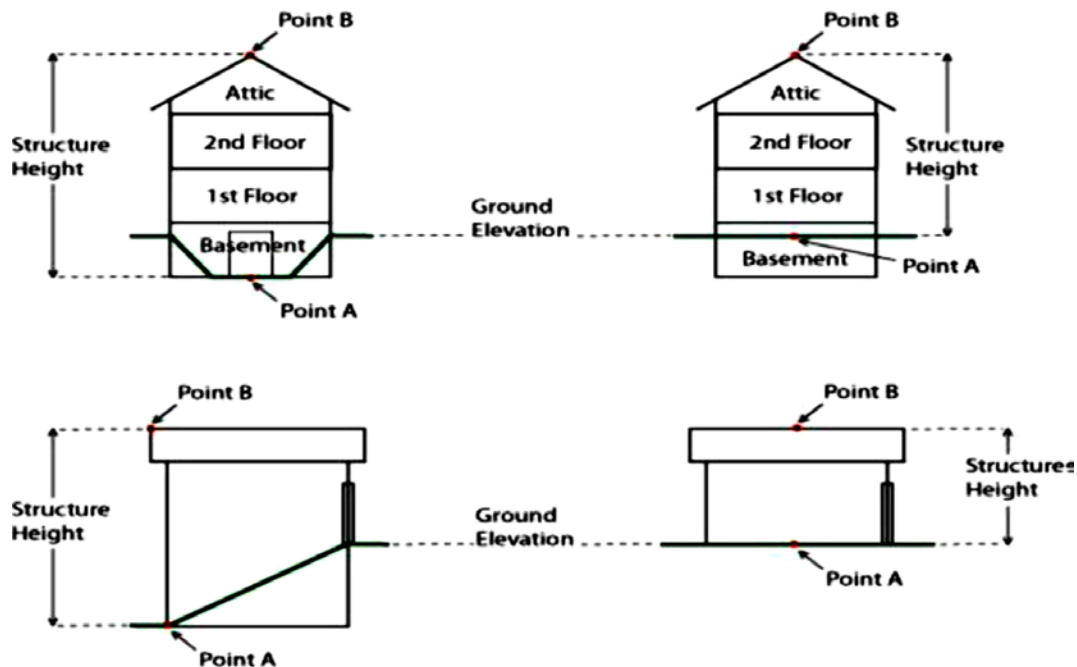 Point B
Attic
2nd Floor
1st Floor
Basement
Structure
Height
Point A
Ground
Elevation
Point B
Attic
2nd Floor
1st Floor
Basement
Structure
Height
Point A
Point B
Structure
Height
Point A
Ground
Elevation
Point B
Structures
Height
Point A